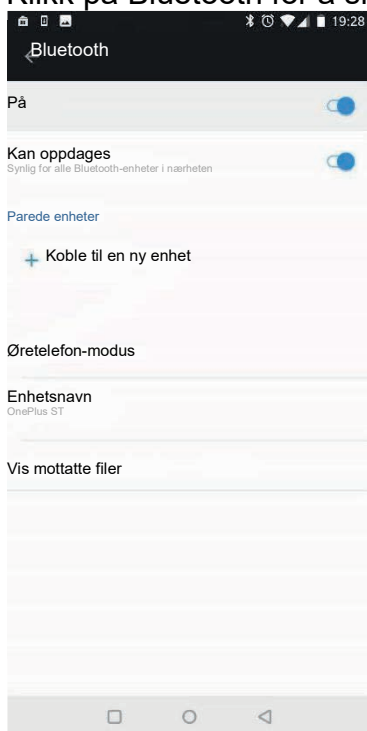 19:28
Bluetooth
På
Kan oppdages
Synlig for alle Bluetooth-enheter i nærheten
Parede enheter
Koble til en ny enhet
Øretelefon-modus
Enhetsnavn
OnePlus ST
Vis mottatte filer